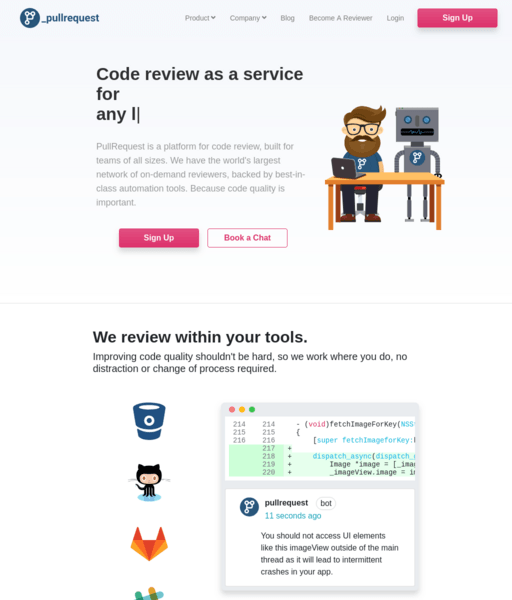 _pullrequest
Product Company Blog Become A Reviewer Login Sign Up
Code review as a service
for
any l|
PullRequest is a platform for code review, built for
teams of all sizes. We have the world's largest
network of on-demand reviewers, backed by best-in-
class automation tools. Because code quality is
important.
Sign Up Book a Chat
We review within your tools.
Improving code quality shouldn't be hard, so we work where you do, no
distraction or change of process required.
214 214 - (void)fetchImageForKey(NSS
215 215 {
216 216 [super fetchImageforKey:
217 +
218 + dispatch_async(dispatch_
219 + Image *image = [_ima
220 + _imageView.image = i
pullrequest bot
11 seconds ago
You should not access UI elements
like this imageView outside of the main
thread as it will lead to intermittent
crashes in your app.